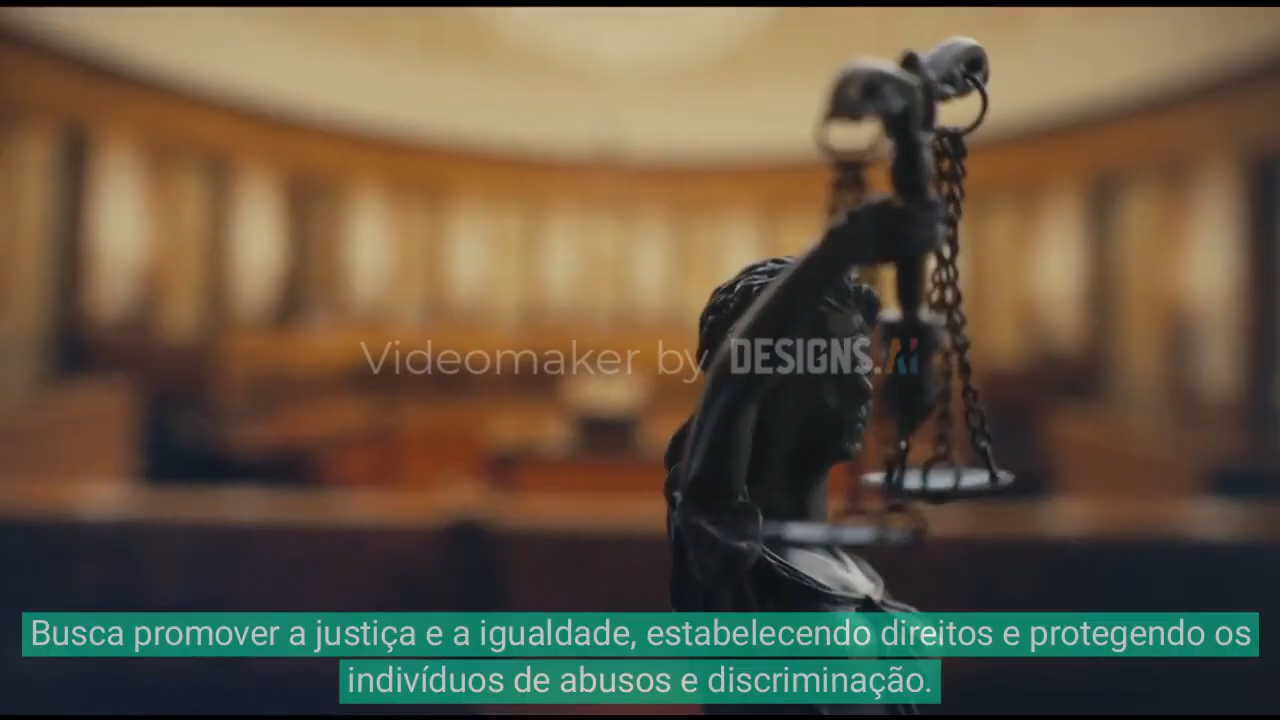 Videomaker by DESIGNS.Ai
Busca promover a justiça e a igualdade, estabelecendo direitos e protegendo os
indivíduos de abusos e discriminação.